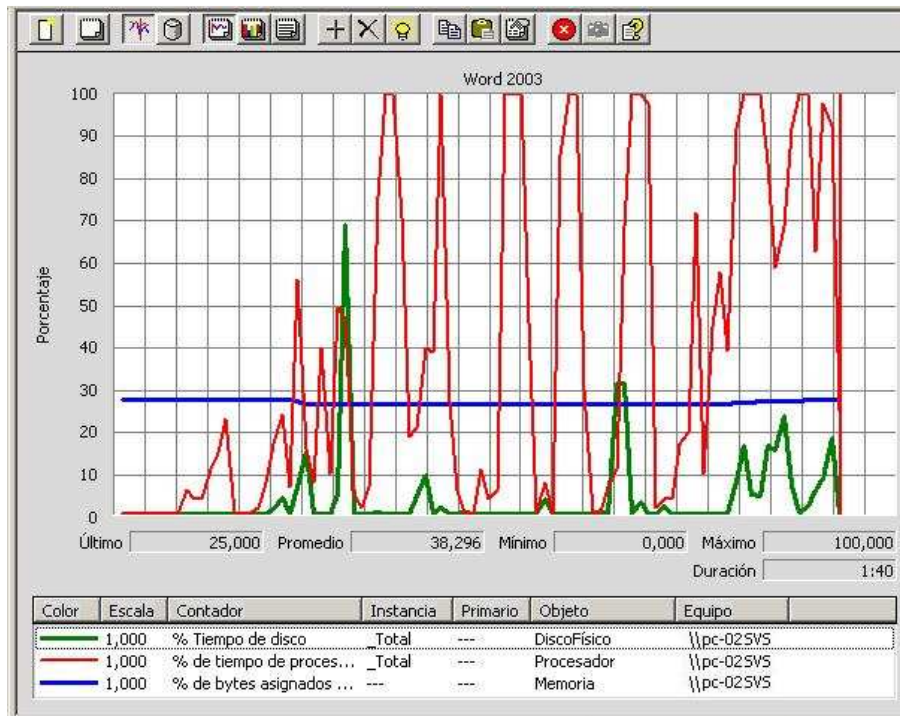 Word 2003
100
90
80
70
60
50
40
30
20
10
0
Porcentaje
Último 25,000 Promedio 38,296 Mínimo 0,000 Máximo 100,000
Duración 1:40
Color Escala Contador Instancia Primario Objeto Equipo
1,000 % Tiempo de disco _Total --- DiscoFísico \\pc-02SVS
1,000 % de tiempo de proces... _Total --- Procesador \\pc-02SVS
1,000 % de bytes asignados ... --- --- Memoria \\pc-02SVS